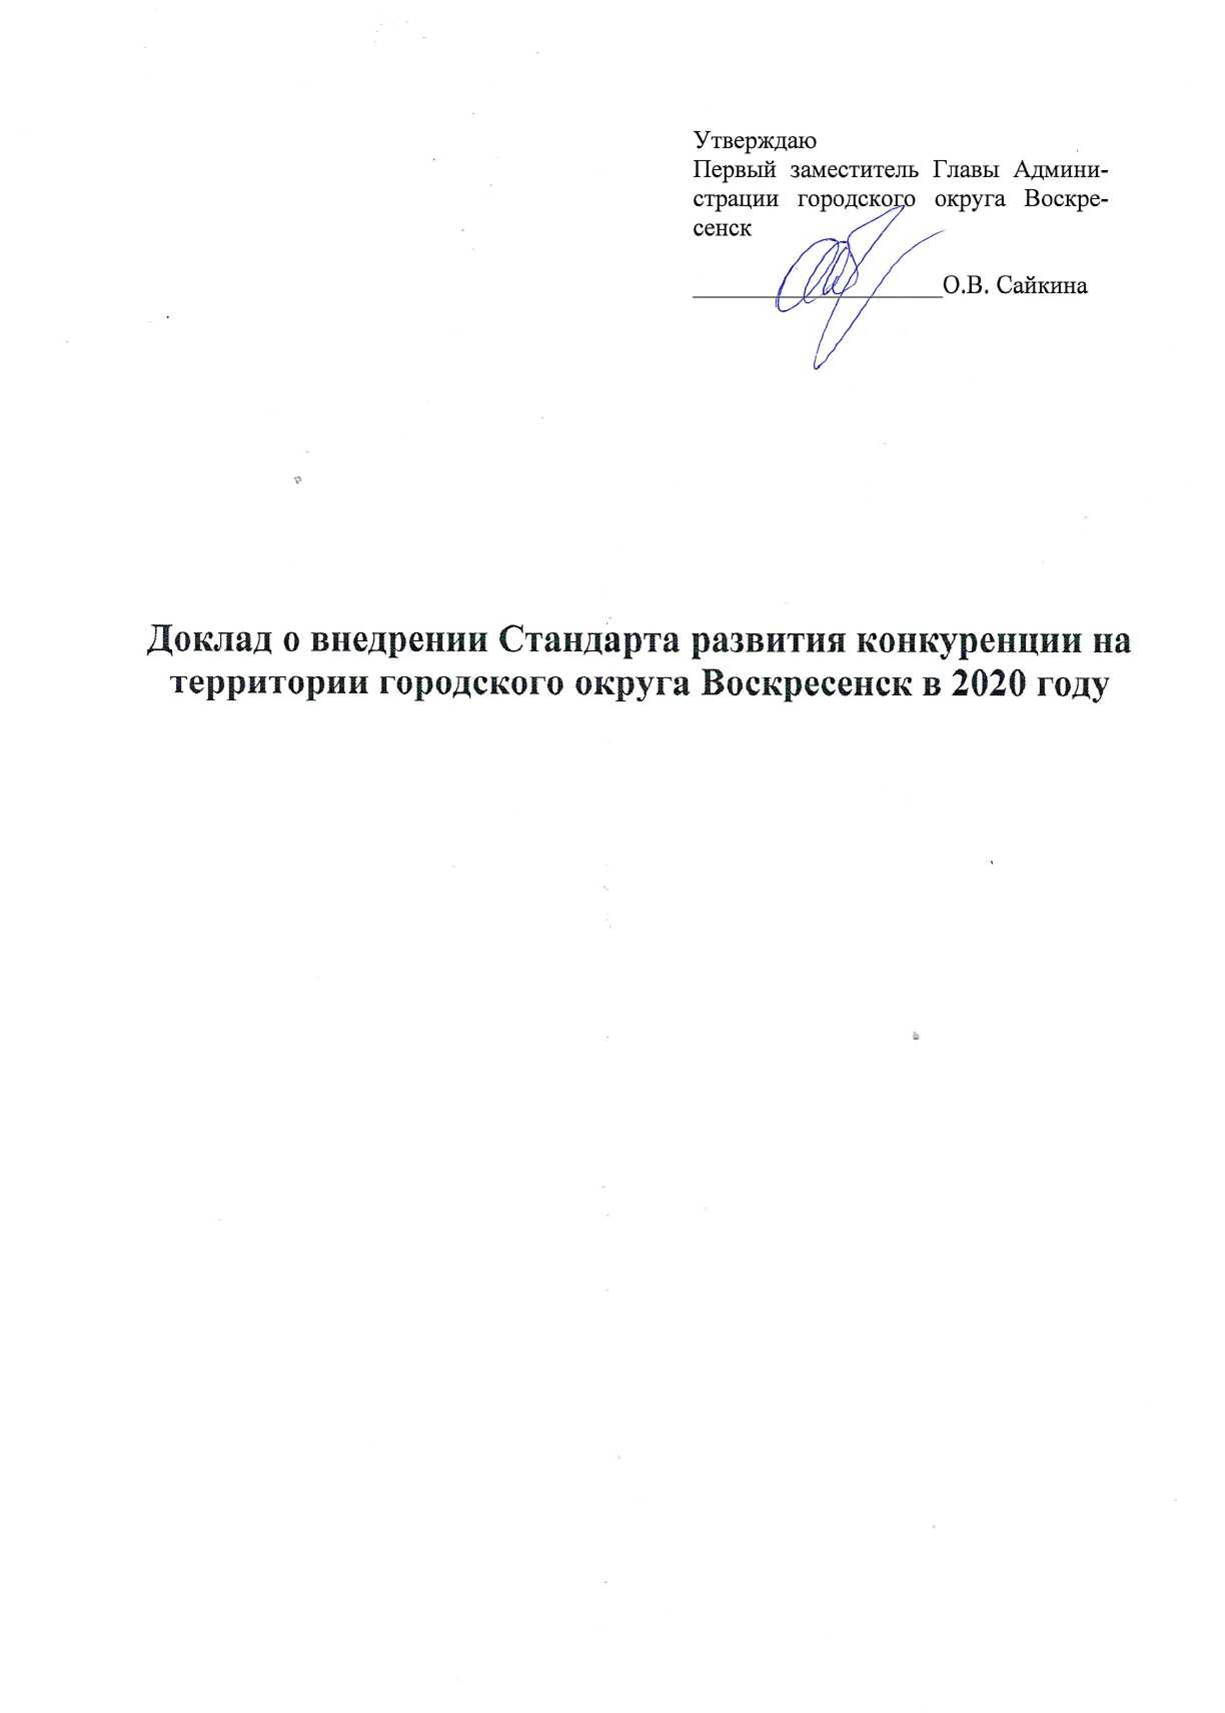 Утверждаю
Первый заместитель Главы Админи-
страции городского округа Воскре-
сенск
____________________О.В. Сайкина
Доклад о внедрении Стандарта развития конкуренции на
территории городского округа Воскресенск в 2020 году